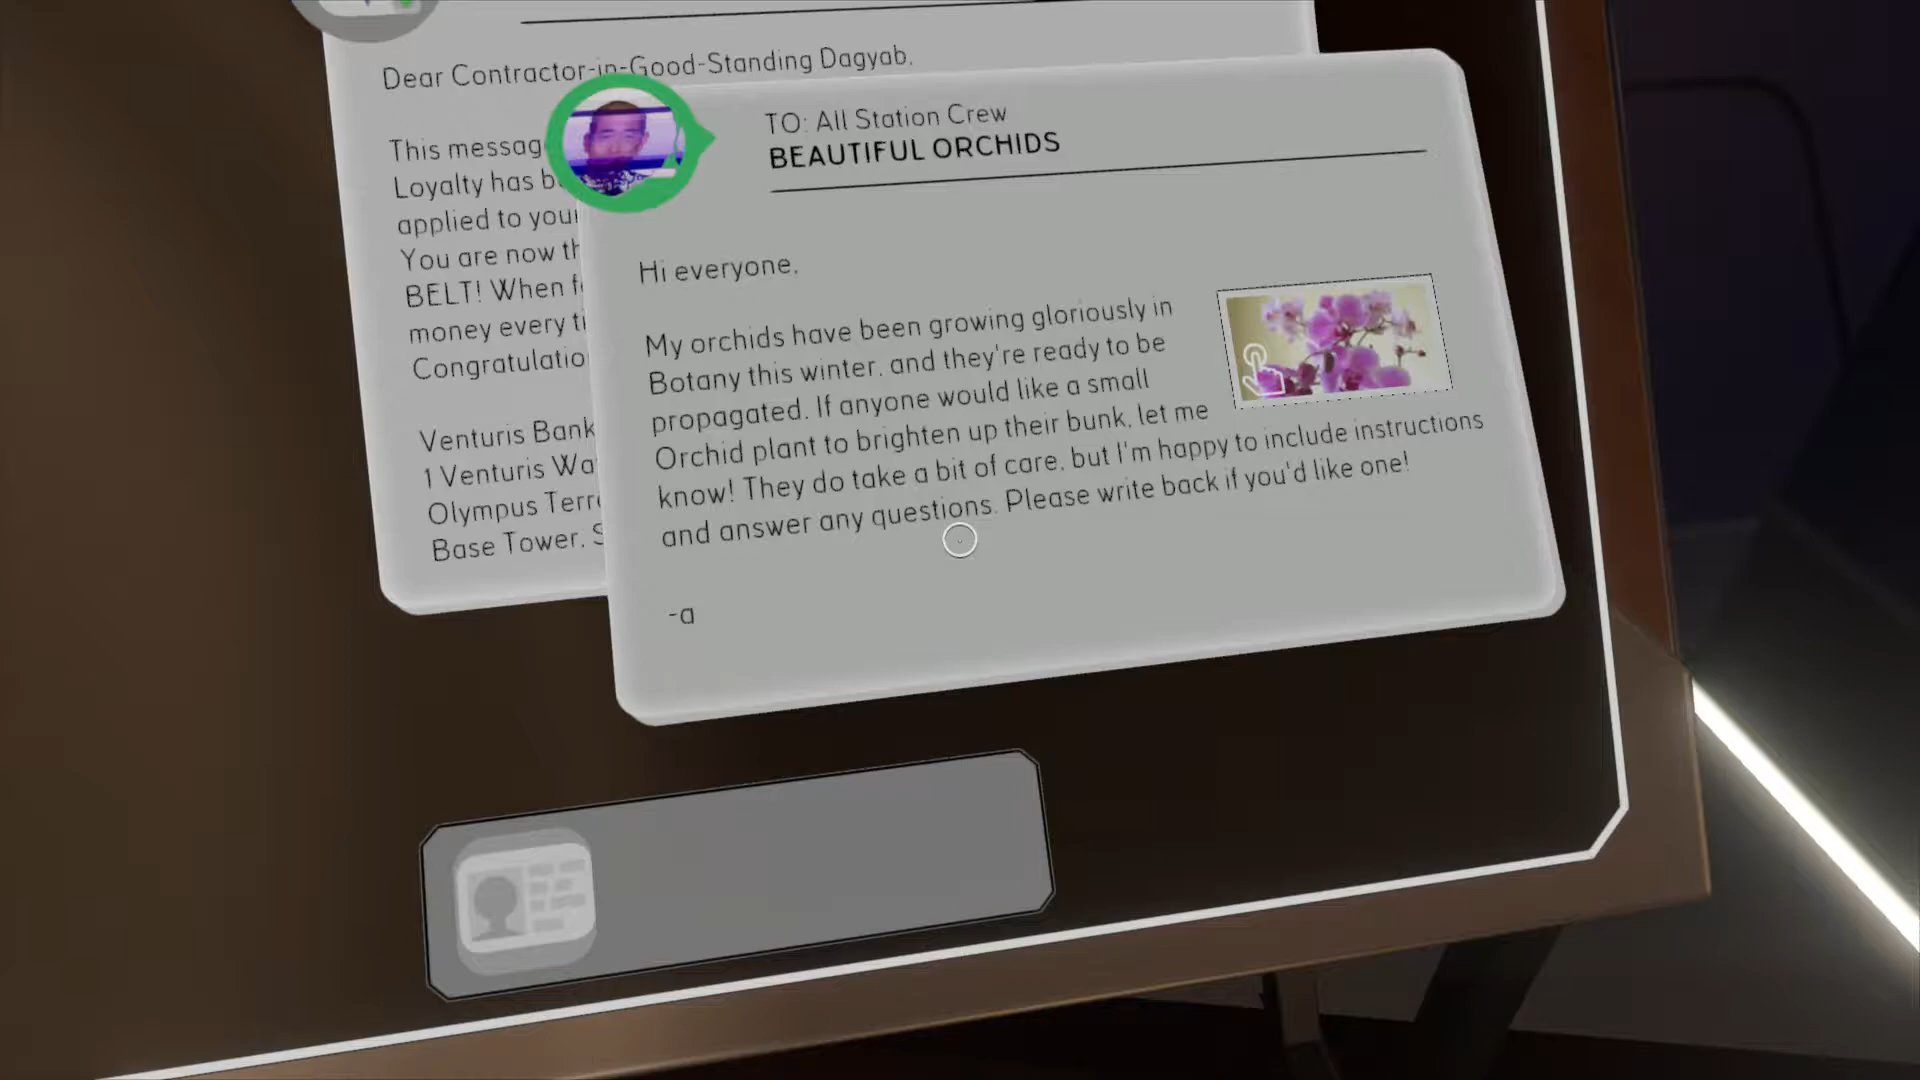 Dear Contractor-in-Good-Standing Dagyab,
This messag
Loyalty has b
applied to your
You are now th
BELT! When f
money every ti
Congratulatio
Venturis Bank
1 Venturis Wa
Olympus Terr
Base Tower, S
TO: All Station Crew
BEAUTIFUL ORCHIDS
Hi everyone,
My orchids have been growing gloriously in
Botany this winter, and they're ready to be
propagated. If anyone would like a small
Orchid plant to brighten up their bunk, let me
know! They do take a bit of care, but I'm happy to include instructions
and answer any questions. Please write back if you'd like one!
-a